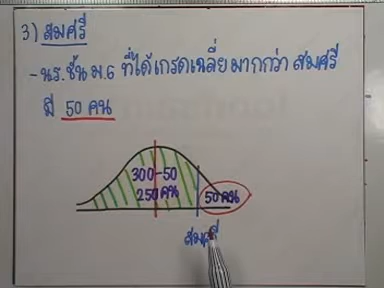 3) สมศรี
- นร. ชั้น ม.6 ที่ได้เกรดเฉลี่ยมากกว่า สมศรี
มี 50 คน
300-50
250 คน
50 คน
สมศรี